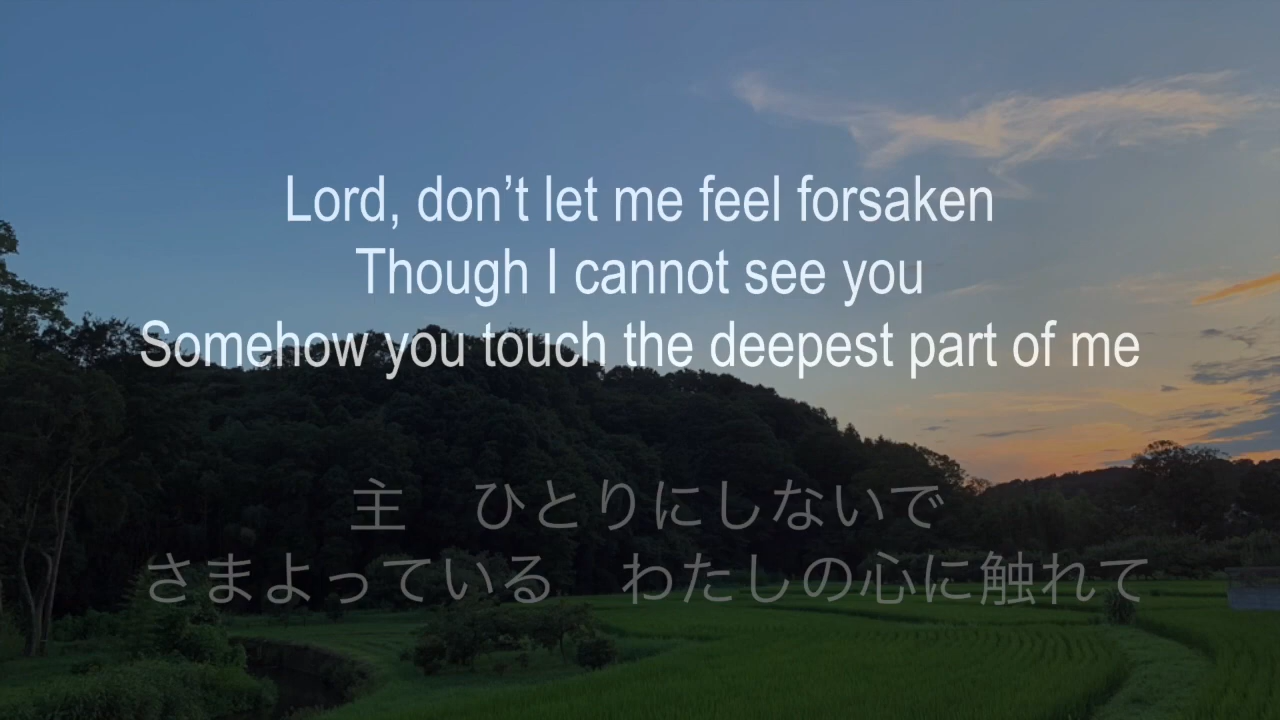 Lord, don’t let me feel forsaken
Though I cannot see you
Somehow you touch the deepest part of me
主　ひとりにしないで
さまよっている　わたしの心に触れて